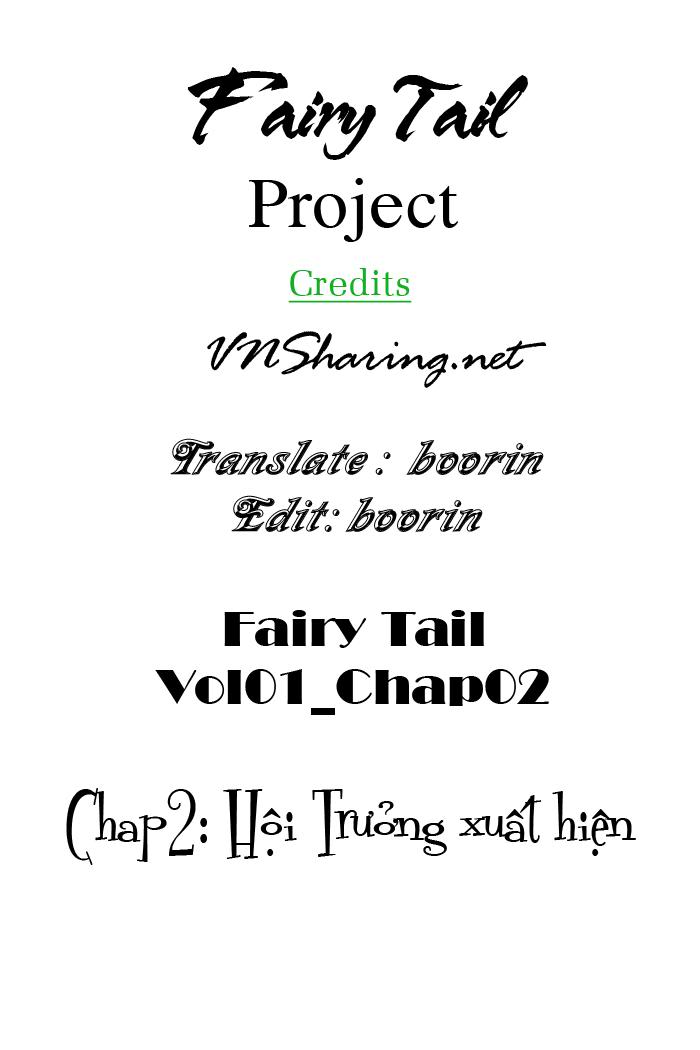 Fairy Tail
Project
Credits
VNSharing.net
Translate : boorin
Edit: boorin
Fairy Tail
Vol01_Chap02
Chap2: Hội Trưởng xuất hiện